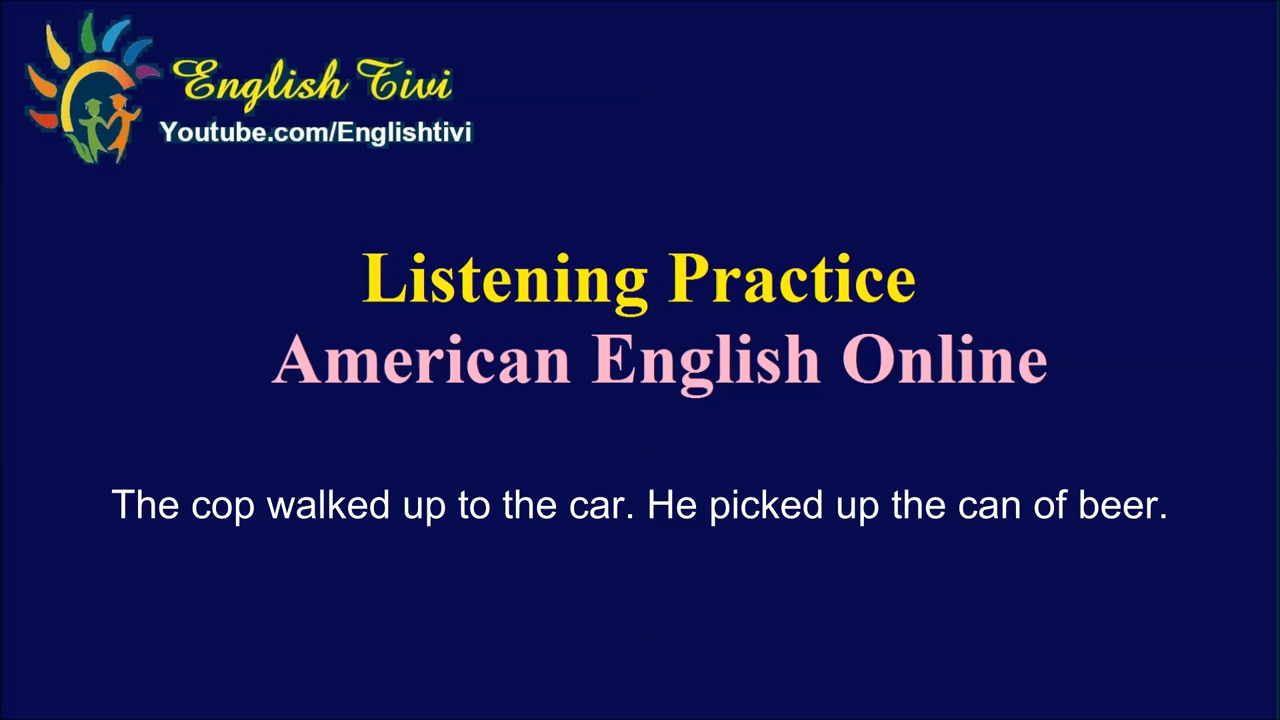 English Tivi
Youtube.com/Englishtivi
Listening Practice
American English Online
The cop walked up to the car. He picked up the can of beer.